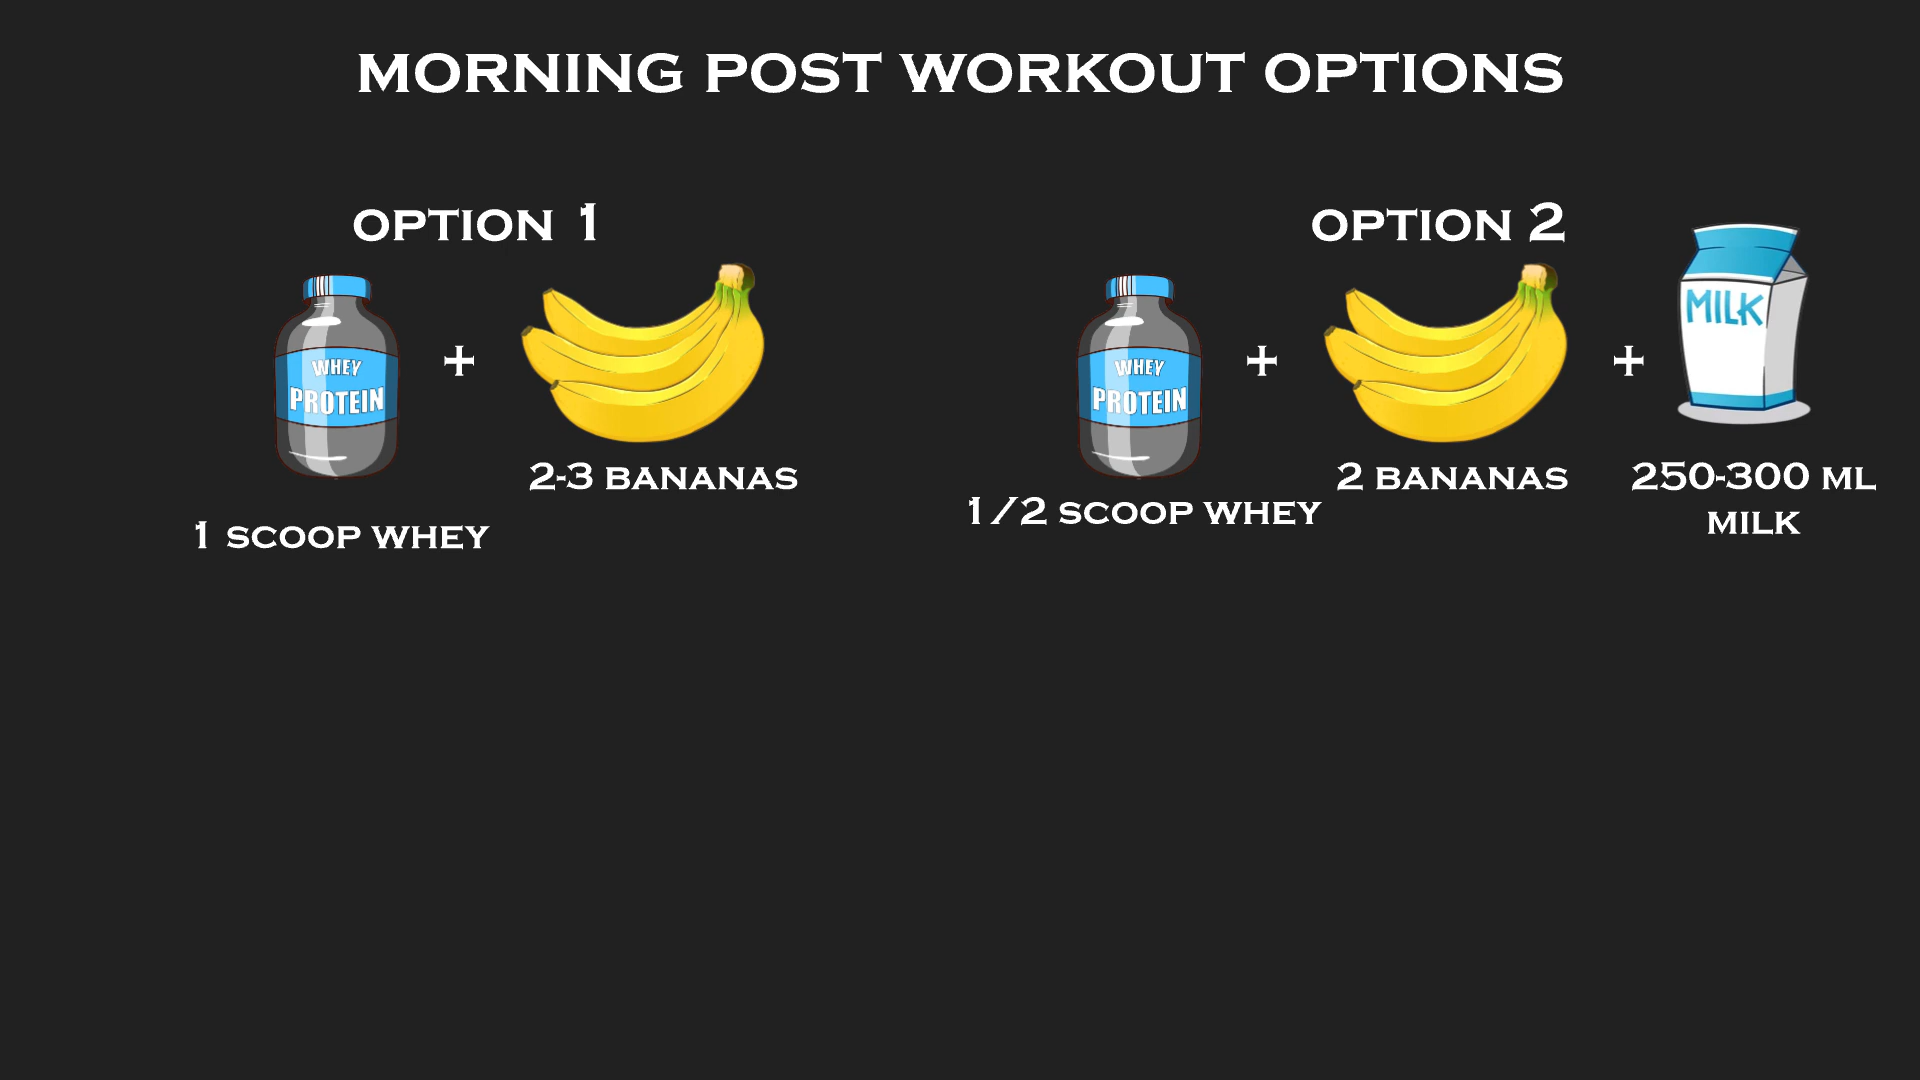 MORNING POST WORKOUT OPTIONS
OPTION 1
WHEY
PROTEIN
+
1 SCOOP WHEY
2-3 BANANAS
OPTION 2
WHEY
PROTEIN
+
+
MILK
1/2 SCOOP WHEY
2 BANANAS
250-300 ML
MILK